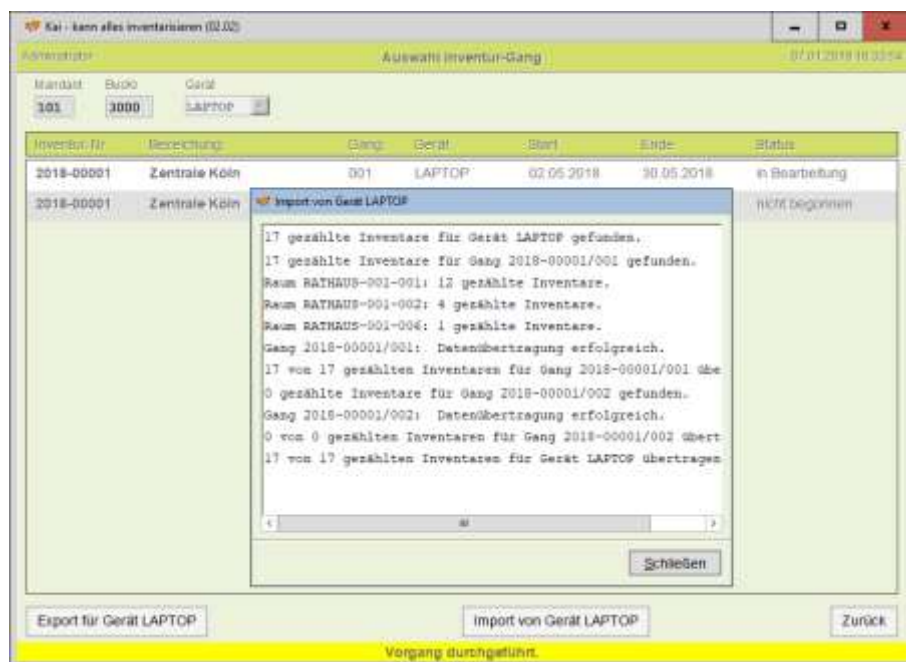 Kai - kann alles inventarisieren (02.02)
Administrator Auswahl Inventur-Gang 07.01.2019
Mandant Bukr Gerät
101 3000 LAPTOP
Inventur-Nr Bezeichung Gang Gerät Start Ende Status
2018-00001 Zentrale Köln 001 LAPTOP 02.05.2018 30.05.2018 in Bearbeitung
2018-00001 Zentrale Köln nicht begonnen
Import von Gerät LAPTOP
17 gezählte Inventare für Gerät LAPTOP gefunden.
17 gezählte Inventare für Gang 2018-00001/001 gefunden.
Raum RATHAUS-001-001: 12 gezählte Inventare.
Raum RATHAUS-001-002: 4 gezählte Inventare.
Raum RATHAUS-001-006: 1 gezählte Inventare.
Gang 2018-00001/001: Datenübertragung erfolgreich.
17 von 17 gezählten Inventaren für Gang 2018-00001/001 übe
0 gezählte Inventare für Gang 2018-00001/002 gefunden.
Gang 2018-00001/002: Datenübertragung erfolgreich.
0 von 0 gezählten Inventaren für Gang 2018-00001/002 übert
17 von 17 gezählten Inventaren für Gerät LAPTOP übertragen
Schließen
Export für Gerät LAPTOP Import von Gerät LAPTOP Zurück
Vorgang durchgeführt.